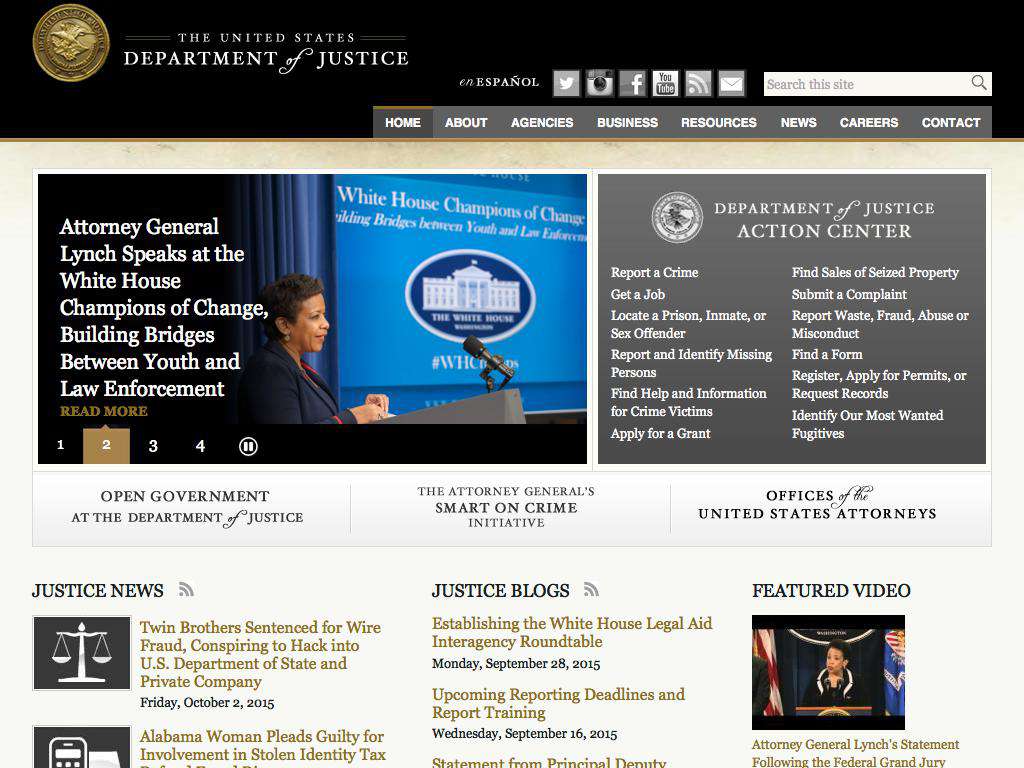 THE UNITED STATES
DEPARTMENT of JUSTICE
en ESPAÑOL
You
Tube
Search this site
HOME
ABOUT
AGENCIES
BUSINESS
RESOURCES
NEWS
CAREERS
CONTACT
Attorney General
Lynch Speaks at the
White House
Champions of Change,
Building Bridges
Between Youth and
Law Enforcement
READ MORE
1
2
3
4
White House Champions of Change
uilding Bridges between Youth and Law Enforcem
THE WHITE HOUSE
WASHINGTON
DEPARTMENT of JUSTICE
ACTION CENTER
Report a Crime
Get a Job
Locate a Prison, Inmate, or
Sex Offender
Report and Identify Missing
Persons
Find Help and Information
for Crime Victims
Apply for a Grant
Find Sales of Seized Property
Submit a Complaint
Report Waste, Fraud, Abuse or
Misconduct
Find a Form
Register, Apply for Permits, or
Request Records
Identify Our Most Wanted
Fugitives
OPEN GOVERNMENT
AT THE DEPARTMENT of JUSTICE
THE ATTORNEY GENERAL'S
SMART ON CRIME
INITIATIVE
OFFICES of the
UNITED STATES ATTORNEYS
JUSTICE NEWS
Twin Brothers Sentenced for Wire
Fraud, Conspiring to Hack into
U.S. Department of State and
Private Company
Friday, October 2, 2015
Alabama Woman Pleads Guilty for
Involvement in Stolen Identity Tax
JUSTICE BLOGS
Establishing the White House Legal Aid
Interagency Roundtable
Monday, September 28, 2015
Upcoming Reporting Deadlines and
Report Training
Wednesday, September 16, 2015
Statement from Principal Deputy
FEATURED VIDEO
WASHINGTON
Attorney General Lynch's Statement
Following the Federal Grand Jury